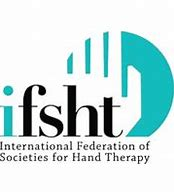 ifsht
International Federation of
Societies for Hand Therapy